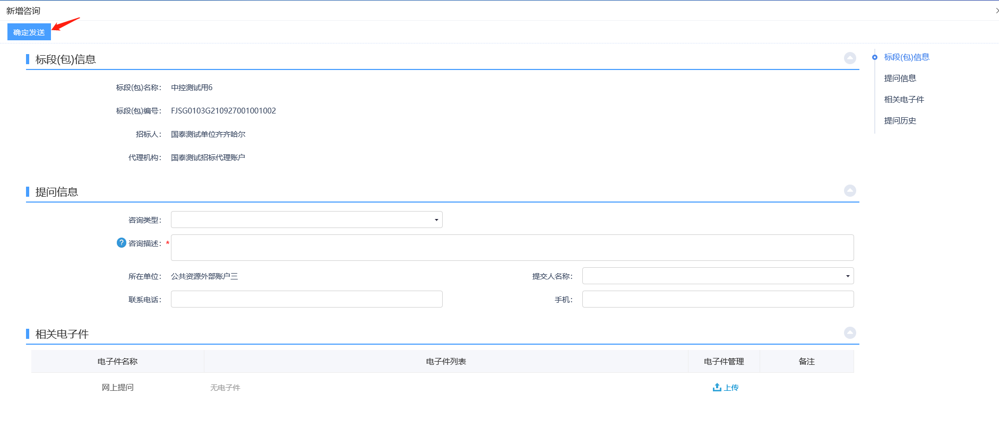 新增咨询
确定发送
标段(包)信息
标段(包)名称： 中控测试用6
标段(包)编号： FJSG0103G210927001001002
招标人： 国泰测试单位齐齐哈尔
代理机构： 国泰测试招标代理账户
提问信息
咨询类型：
? 咨询描述： *
所在单位： 公共资源外部账户三 提交人名称：
联系电话： 手机：
相关电子件
电子件名称 电子件列表 电子件管理 备注
网上提问 无电子件 上传
标段(包)信息
提问信息
相关电子件
提问历史